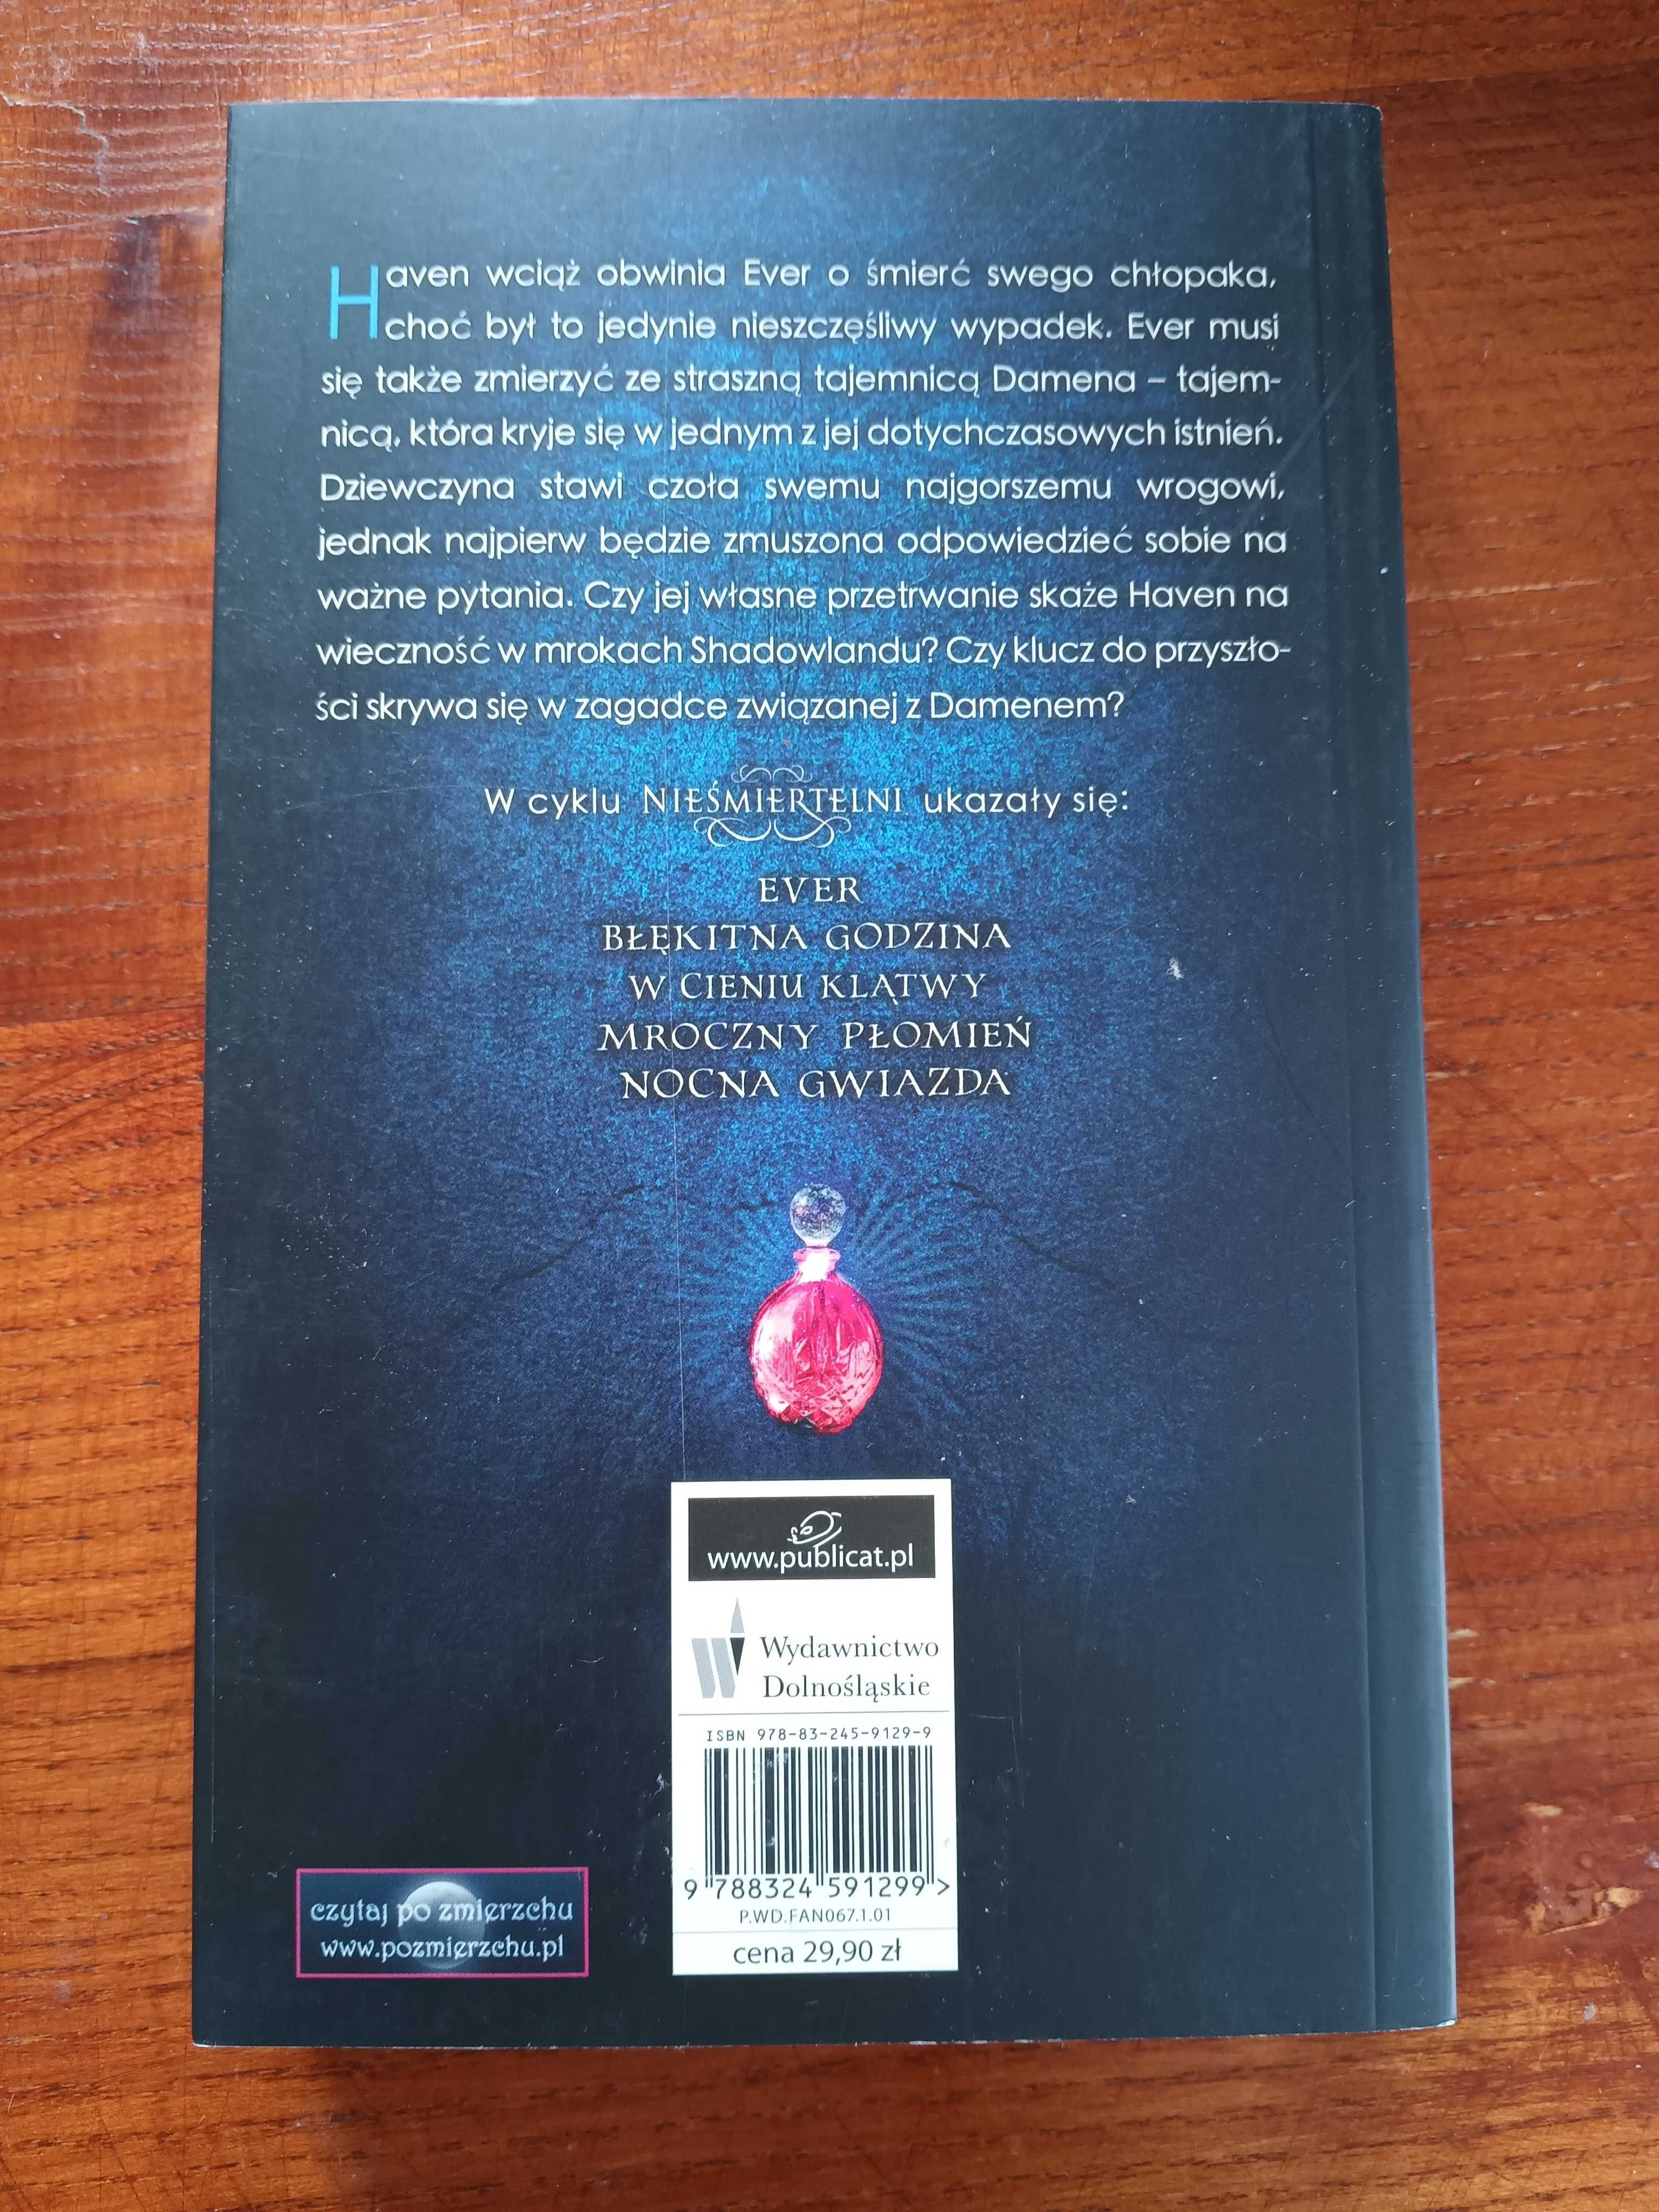 Haven wciąż obwinia Ever o śmierć swego chłopaka,
choć był to jedynie nieszczęśliwy wypadek. Ever musi
się także zmierzyć ze straszną tajemnicą Damena – tajem-
nicą, która kryje się w jednym z jej dotychczasowych istnień.
Dziewczyna stawi czoła swemu najgorszemu wrogowi,
jednak najpierw będzie zmuszona odpowiedzieć sobie na
ważne pytania. Czy jej własne przetrwanie skaże Haven na
wieczność w mrokach Shadowlandu? Czy klucz do przyszło-
ści skrywa się w zagadce związanej z Damenem?
W cyklu NIEŚMIERTELNI ukazały się:
EVER
BŁĘKITNA GODZINA
W CIENIU KLĄTWY
MROCZNY PŁOMIEŃ
NOCNA GWIAZDA
www.publicat.pl
Wydawnictwo
Dolnośląskie
ISBN 978-83-245-9129-9
9 788324 591299 >
P.WD.FAN067.1.01
cena 29,90 zł
czytaj po zmierzchu
www.pozmierzchu.pl